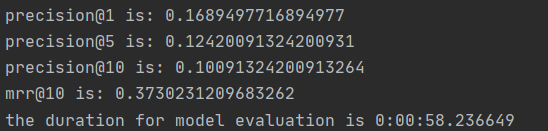 precision@1 is: 0.1689497716894977
precision@5 is: 0.12420091324200931
precision@10 is: 0.10091324200913264
mrr@10 is: 0.3730231209683262
the duration for model evaluation is 0:00:58.236649